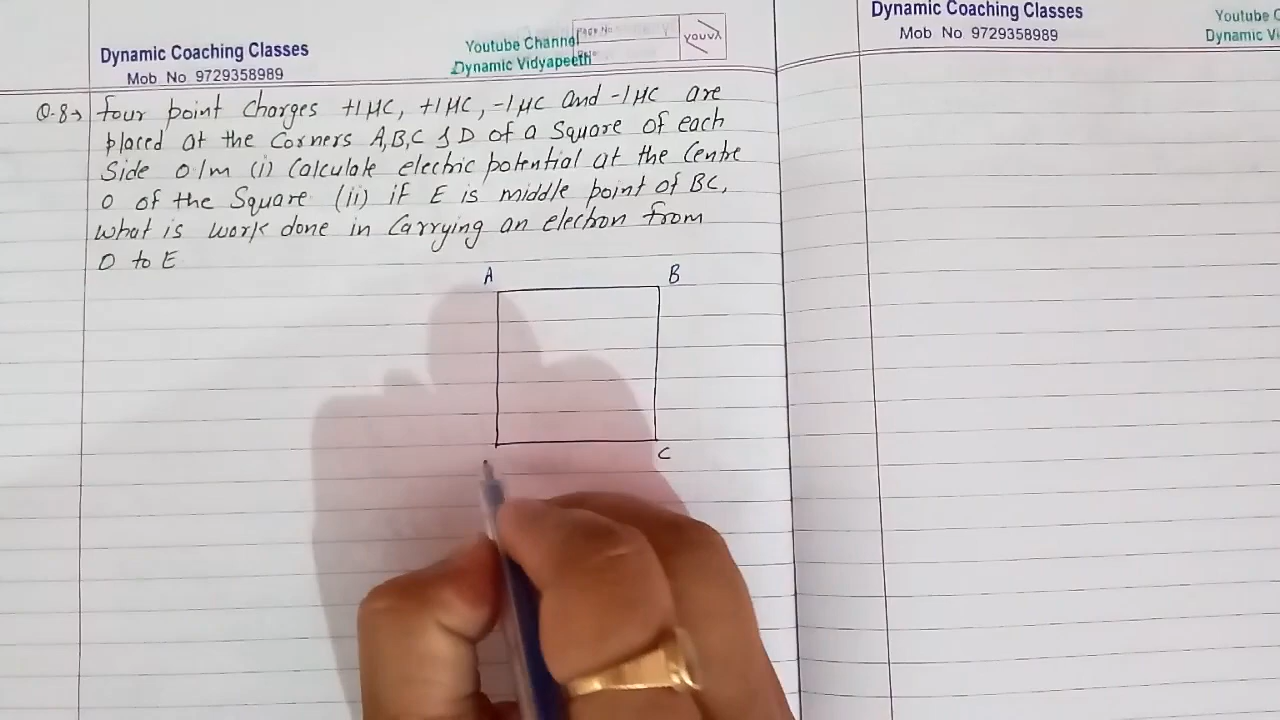 Dynamic Coaching Classes
Mob No 9729358989
Youtube Channel
Dynamic Vidyapeeth
Page No
youvA
Dynamic Coaching Classes
Mob No 9729358989
Youtube C
Dynamic Vi
Q.8→ Four point charges +1μC, +1μC, -1μC and -1μC are
placed at the Corners A,B,C & D of a Square of each
Side 0.1m (i) Calculate electric potential at the Centre
O of the Square (ii) if E is middle point of BC,
what is work done in Carrying an electron from
O to E
A B
C